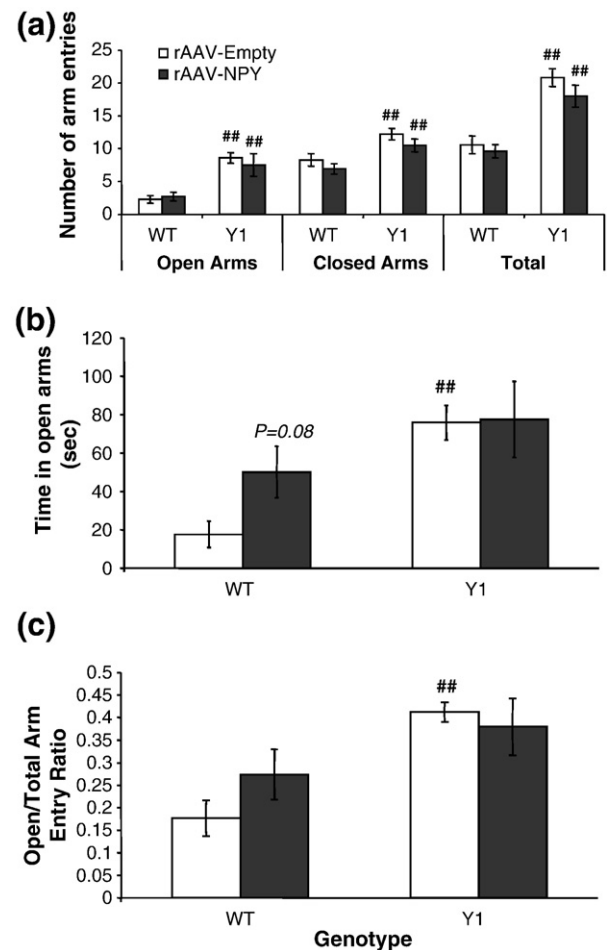 (a)
Number of arm entries
25
20
15
10
5
0
rAAV-Empty
rAAV-NPY
##
##
##
##
##
##
WT
Y1
WT
Y1
WT
Y1
Open Arms
Closed Arms
Total
(b)
Time in open arms
(sec)
120
100
80
60
40
20
0
P=0.08
##
WT
Y1
(c)
Open/Total Arm
Entry Ratio
0.5
0.45
0.4
0.35
0.3
0.25
0.2
0.15
0.1
0.05
0
##
WT
Y1
Genotype